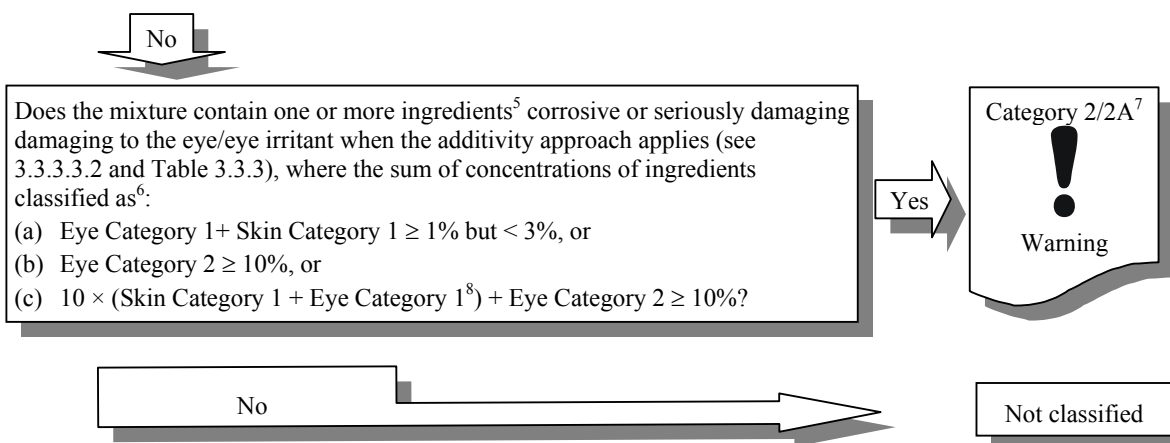 No
Does the mixture contain one or more ingredients⁵ corrosive or seriously damaging
damaging to the eye/eye irritant when the additivity approach applies (see
3.3.3.3.2 and Table 3.3.3), where the sum of concentrations of ingredients
classified as⁶:
(a) Eye Category 1+ Skin Category 1 ≥ 1% but < 3%, or
(b) Eye Category 2 ≥ 10%, or
(c) 10 × (Skin Category 1 + Eye Category 1⁸) + Eye Category 2 ≥ 10%?
Yes
Category 2/2A⁷
!
Warning
No
Not classified